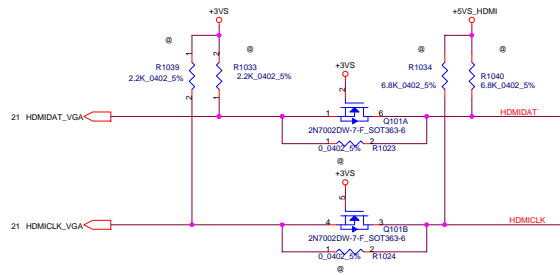 +3VS
+5VS_HDMI
@
@
@
@
R1039
2.2K_0402_5%
R1033
2.2K_0402_5%
R1034
6.8K_0402_5%
R1040
6.8K_0402_5%
1
2
2
1
2
1
2
1
@
+3VS
2
21 HDMIDAT_VGA
1
6
Q101A
HDMIDAT
2N7002DW-7-F_SOT363-6
1
2
0_0402_5%
R1023
@
+3VS
5
21 HDMICLK_VGA
4
3
Q101B
HDMICLK
2N7002DW-7-F_SOT363-6
1
2
0_0402_5%
R1024
@